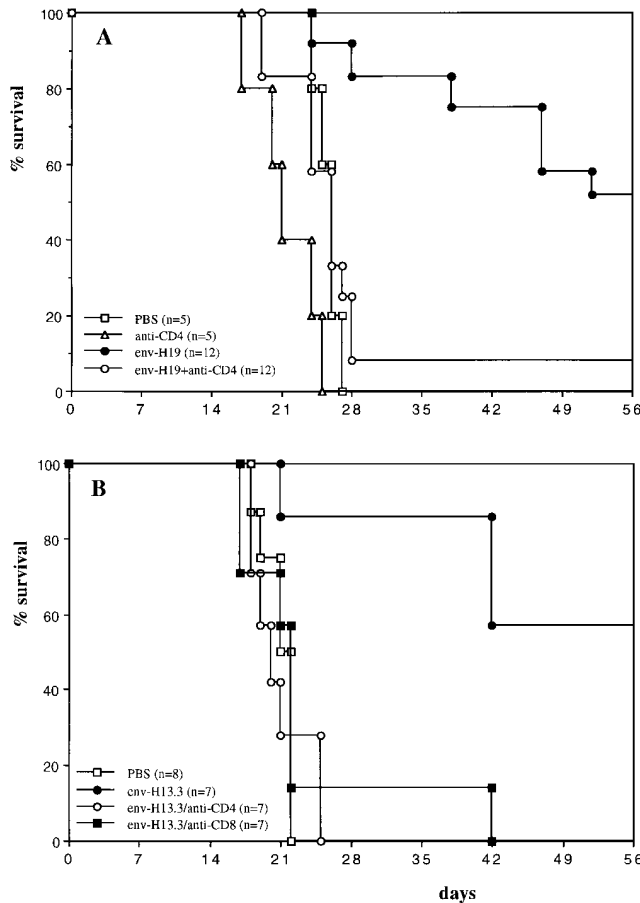 A
% survival
100
80
60
40
20
0
PBS (n=5)
anti-CD4 (n=5)
env-H19 (n=12)
env-H19+anti-CD4 (n=12)
0 7 14 21 28 35 42 49 56
B
% survival
100
80
60
40
20
0
PBS (n=8)
env-H13.3 (n=7)
env-H13.3/anti-CD4 (n=7)
env-H13.3/anti-CD8 (n=7)
0 7 14 21 28 35 42 49 56
days